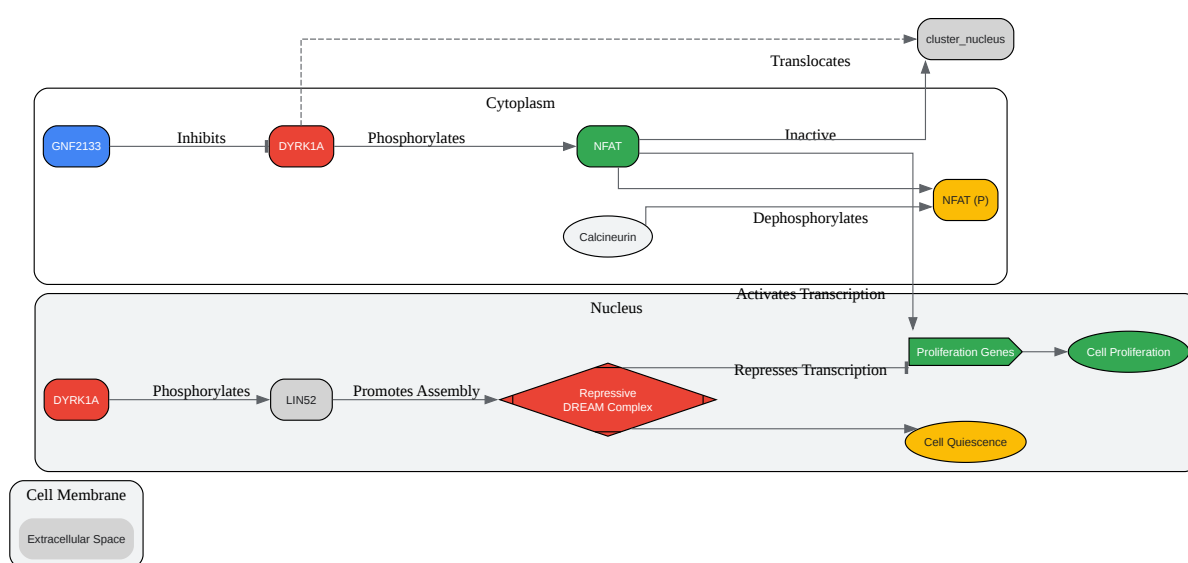 cluster_nucleus
Translocates
Cytoplasm
GNF2133
Inhibits
DYRK1A
Phosphorylates
NFAT
Inactive
NFAT (P)
Calcineurin
Dephosphorylates
Activates Transcription
Nucleus
Proliferation Genes
Cell Proliferation
Represses Transcription
DYRK1A
Phosphorylates
LIN52
Promotes Assembly
Repressive
DREAM Complex
Cell Quiescence
Cell Membrane
Extracellular Space